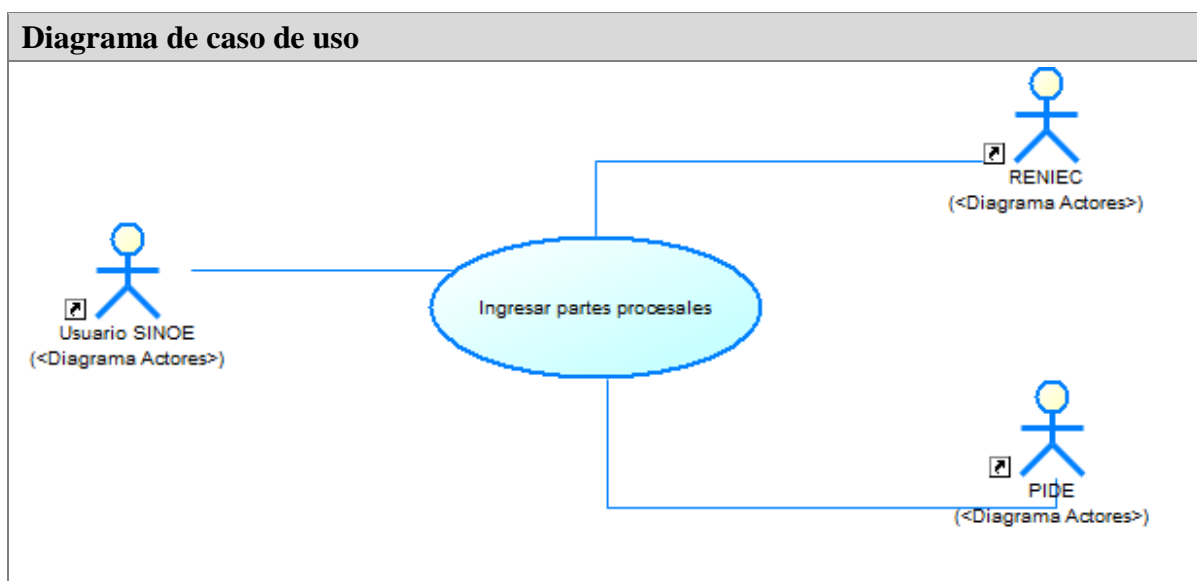 Diagrama de caso de uso
RENIEC
(<Diagrama Actores>)
Ingresar partes procesales
Usuario SINOE
(<Diagrama Actores>)
PIDE
(<Diagrama Actores>)